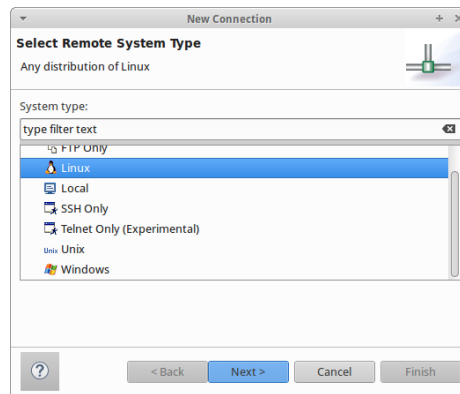 New Connection
Select Remote System Type
Any distribution of Linux
System type:
type filter text
FTP Only
Linux
Local
SSH Only
Telnet Only (Experimental)
Unix Unix
Windows
? < Back Next > Cancel Finish